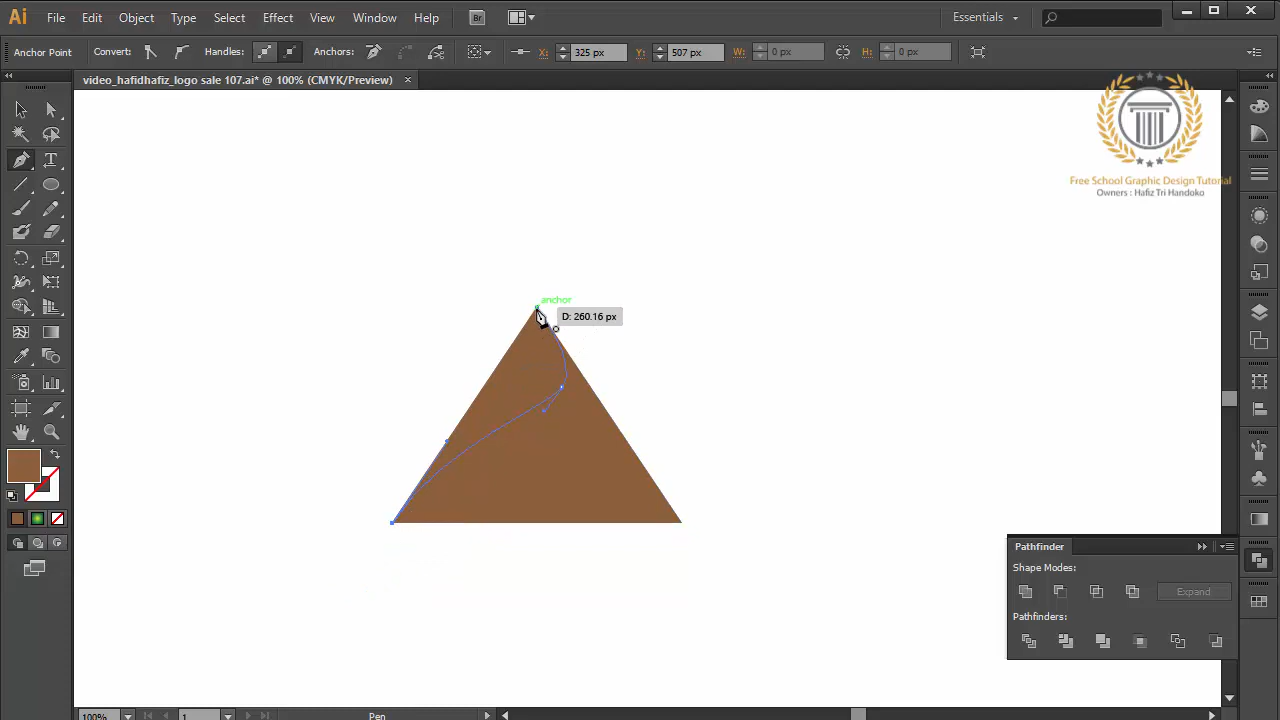 Ai File Edit Object Type Select Effect View Window Help Br Essentials
Anchor Point Convert: Handles: Anchors: X: 325 px Y: 507 px W: 0 px H: 0 px
video_hafidhafiz_logo sale 107.ai* @ 100% (CMYK/Preview) ×
Free School Graphic Design Tutorial
Owners : Hafiz Tri Handoko
anchor
D: 260.16 px
Pathfinder
Shape Modes:
Expand
Pathfinders:
100% 1 Pen